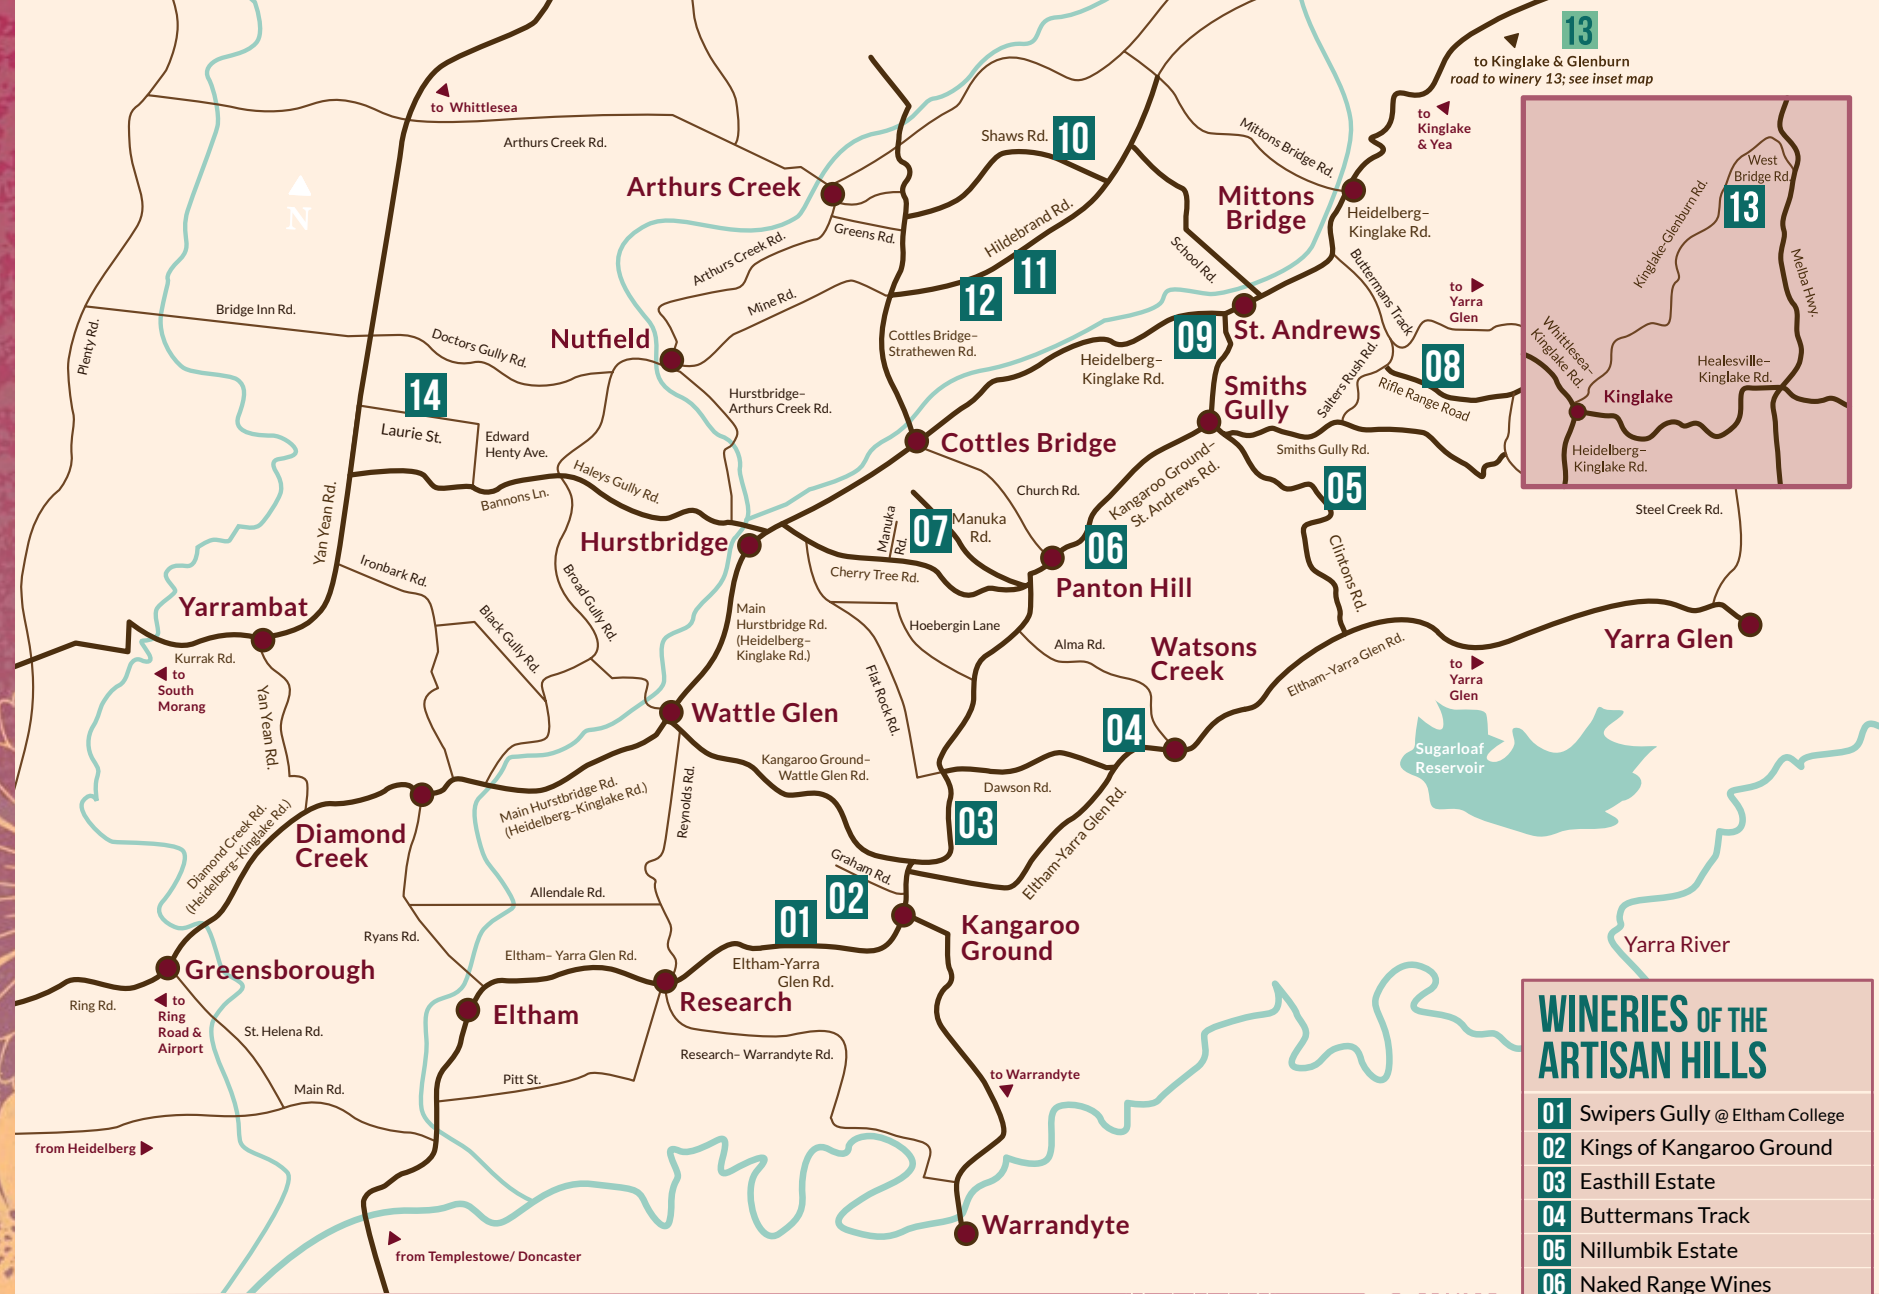 13
to Kinglake & Glenburn
road to winery 13; see inset map
to Whittlesea
to
Kinglake
& Yea
Arthurs Creek Rd.
Shaws Rd.
10
Mittons Bridge Rd.
West
Bridge Rd.
13
Kinglake-Glenburn Rd.
Melba Hwy.
Whittlesea–
Kinglake Rd.
Healesville–
Kinglake Rd.
Kinglake
Heidelberg–
Kinglake Rd.
N
Arthurs Creek
Mittons
Bridge
Heidelberg–
Kinglake Rd.
Greens Rd.
Arthurs Creek Rd.
Hildebrand Rd.
School Rd.
11
12
Buttermans Track
to
Yarra
Glen
Mine Rd.
Bridge Inn Rd.
Plenty Rd.
Doctors Gully Rd.
Nutfield
Cottles Bridge–
Strathewen Rd.
09
St. Andrews
Heidelberg–
Kinglake Rd.
08
Salters Rush Rd.
Rifle Range Road
Smiths
Gully
14
Laurie St.
Edward
Henty Ave.
Hurstbridge–
Arthurs Creek Rd.
Cottles Bridge
Smiths Gully Rd.
Haleys Gully Rd.
Bannons Ln.
Church Rd.
Kangaroo Ground–
St. Andrews Rd.
05
Steel Creek Rd.
Yan Yean Rd.
Hurstbridge
Manuka
Rd.
07
Manuka
Rd.
06
Cherry Tree Rd.
Panton Hill
Clintons Rd.
Ironbark Rd.
Broad Gully Rd.
Black Gully Rd.
Yarrambat
Kurrak Rd.
to
South
Morang
Yan Yean Rd.
Main
Hurstbridge Rd.
(Heidelberg–
Kinglake Rd.)
Hoebergin Lane
Alma Rd.
Watsons
Creek
Eltham–Yarra Glen Rd.
Yarra Glen
to
Yarra
Glen
Flat Rock Rd.
Wattle Glen
04
Sugarloaf
Reservoir
Kangaroo Ground–
Wattle Glen Rd.
Reynolds Rd.
Dawson Rd.
Main Hurstbridge Rd.
(Heidelberg–Kinglake Rd.)
03
Eltham-Yarra Glen Rd.
Diamond Creek Rd.
(Heidelberg–Kinglake Rd.)
Diamond
Creek
Graham Rd.
02
01
Allendale Rd.
Ryans Rd.
Kangaroo
Ground
Yarra River
Greensborough
Eltham– Yarra Glen Rd.
Eltham-Yarra
Glen Rd.
Research
Eltham
Ring Rd.
to
Ring
Road &
Airport
St. Helena Rd.
Research– Warrandyte Rd.
Pitt St.
Main Rd.
to Warrandyte
from Heidelberg
Warrandyte
from Templestowe/ Doncaster
WINERIES OF THE
ARTISAN HILLS
01 Swipers Gully @ Eltham College
02 Kings of Kangaroo Ground
03 Easthill Estate
04 Buttermans Track
05 Nillumbik Estate
06 Naked Range Wines